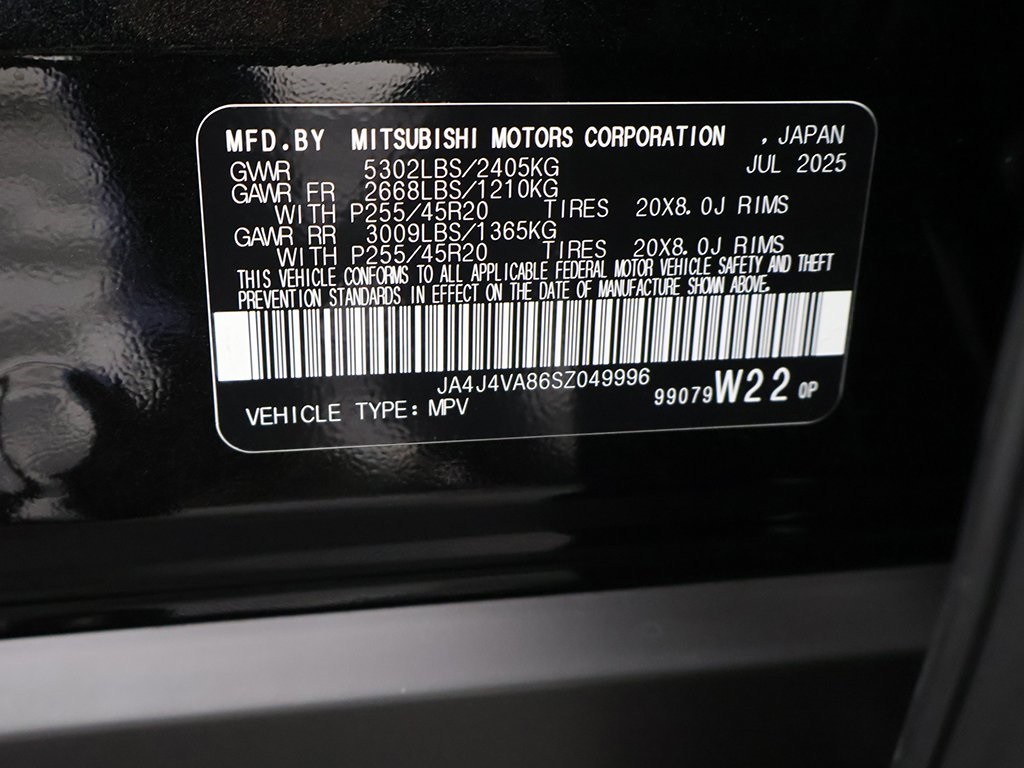 MFD.BY MITSUBISHI MOTORS CORPORATION , JAPAN
GVWR 5302LBS/2405KG JUL 2025
GAWR FR 2668LBS/1210KG
WITH P255/45R20 TIRES 20X8.0J RIMS
GAWR RR 3009LBS/1365KG
WITH P255/45R20 TIRES 20X8.0J RIMS
THIS VEHICLE CONFORMS TO ALL APPLICABLE FEDERAL MOTOR VEHICLE SAFETY AND THEFT
PREVENTION STANDARDS IN EFFECT ON THE DATE OF MANUFACTURE SHOWN ABOVE.
JA4J4VA86SZ049996
VEHICLE TYPE: MPV 99079 W22 0P